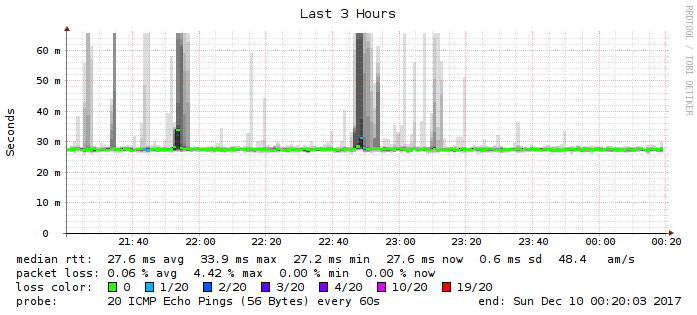 Last 3 Hours
RRDTOOL / TOBI OETIKER
Seconds
60 m
50 m
40 m
30 m
20 m
10 m
0
21:40 22:00 22:20 22:40 23:00 23:20 23:40 00:00 00:20
median rtt: 27.6 ms avg 33.9 ms max 27.2 ms min 27.6 ms now 0.6 ms sd 48.4 am/s
packet loss: 0.06 % avg 4.42 % max 0.00 % min 0.00 % now
loss color: 0 1/20 2/20 3/20 4/20 10/20 19/20
probe: 20 ICMP Echo Pings (56 Bytes) every 60s end: Sun Dec 10 00:20:03 2017